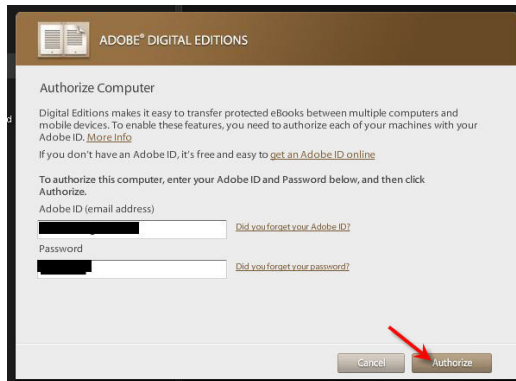 ADOBE® DIGITAL EDITIONS
Authorize Computer
Digital Editions makes it easy to transfer protected eBooks between multiple computers and
mobile devices. To enable these features, you need to authorize each of your machines with your
Adobe ID. More Info
If you don't have an Adobe ID, it's free and easy to get an Adobe ID online
To authorize this computer, enter your Adobe ID and Password below, and then click
Authorize.
Adobe ID (email address)
Did you forget your Adobe ID?
Password
Did you forget your password?
Cancel Authorize